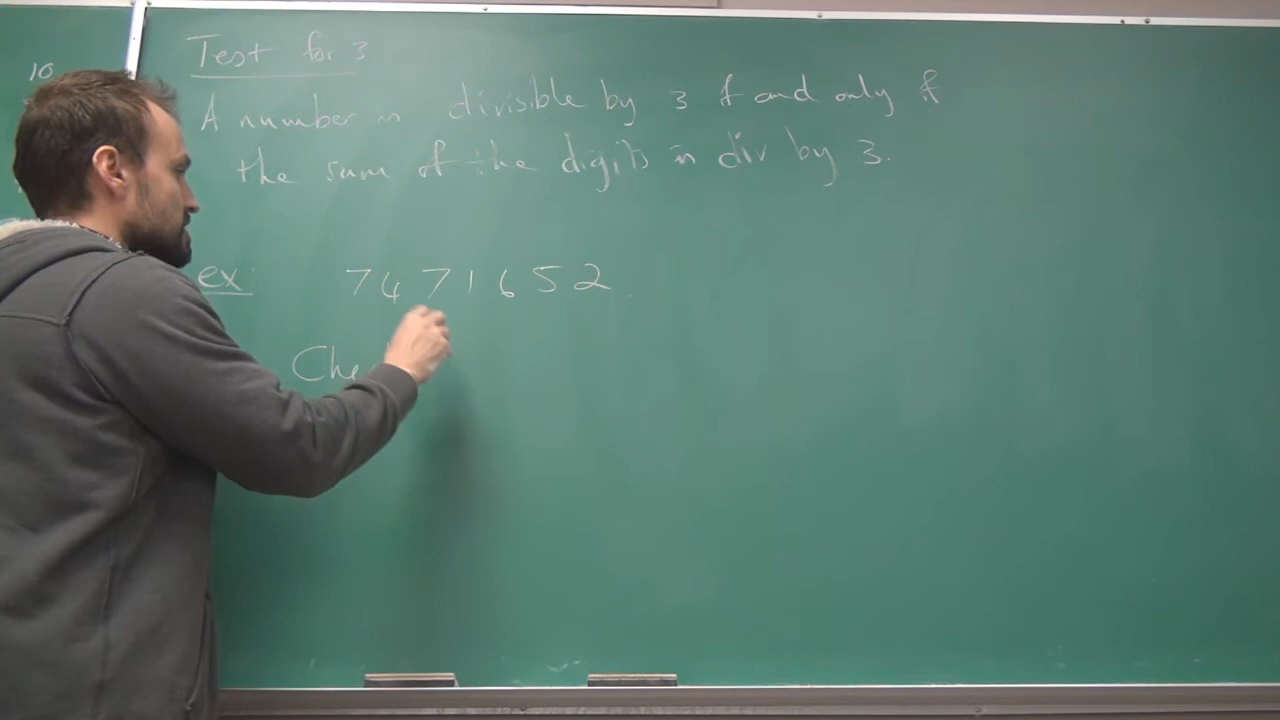 10
Test for 3
A number is divisible by 3 if and only if
the sum of the digits is div by 3.
ex: 7471652
Che